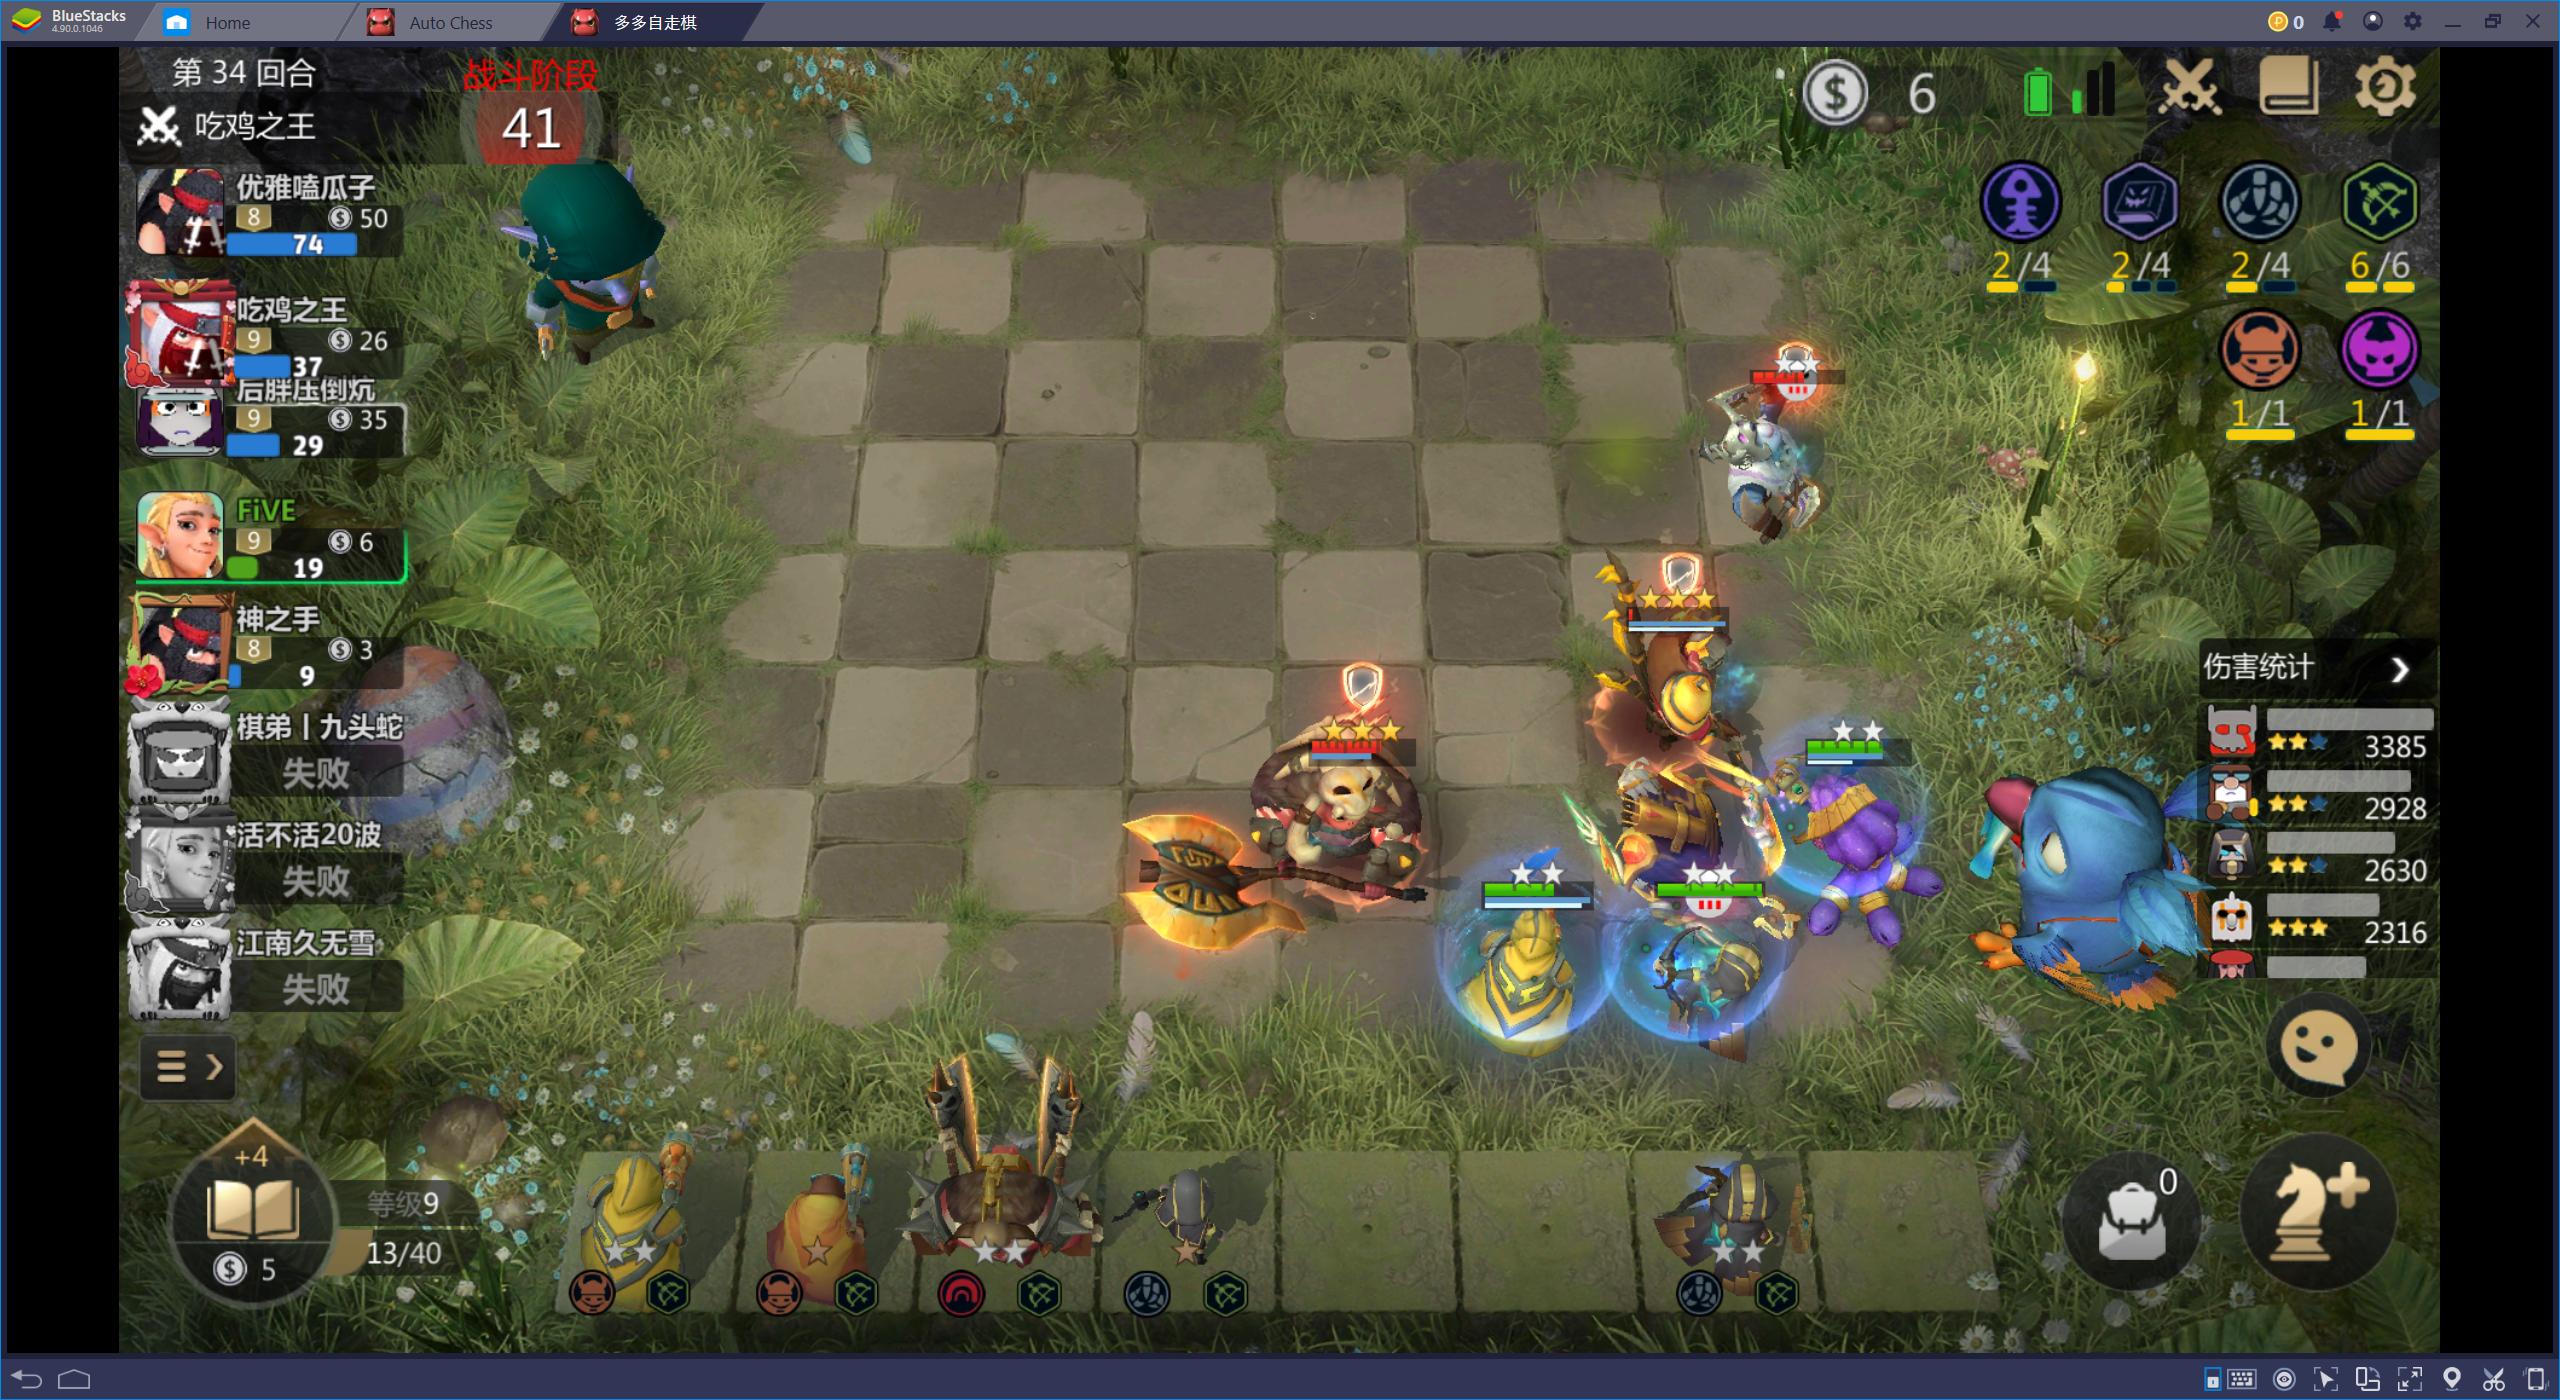 BlueStacks
4.90.0.1046
Home
Auto Chess
多多自走棋
0
第 34 回合
战斗阶段
吃鸡之王
41
6
优雅嗑瓜子
8
50
74
吃鸡之王
9
26
37
后胖压倒炕
9
35
29
FiVE
9
6
19
神之手
8
3
9
棋弟丨九头蛇
失败
活不活20波
失败
江南久无雪
失败
2/4
2/4
2/4
6/6
1/1
1/1
伤害统计
3385
2928
2630
2316
+4
等级9
13/40
5
0